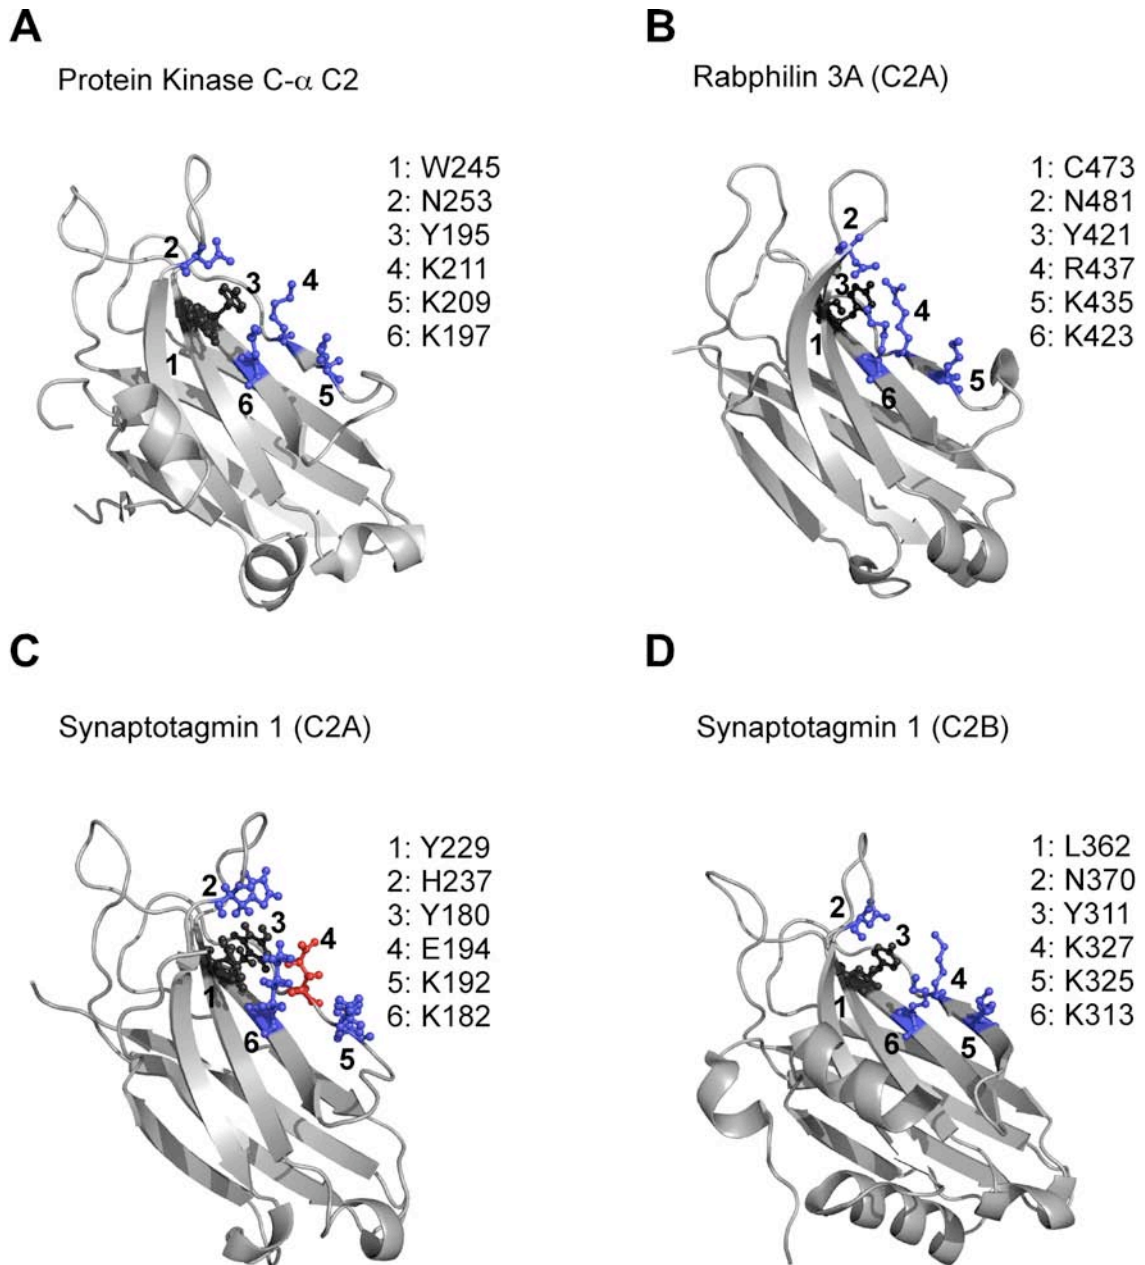 A
Protein Kinase C-α C2
1: W245
2: N253
3: Y195
4: K211
5: K209
6: K197
2
3
4
1
6
5
B
Rabphilin 3A (C2A)
1: C473
2: N481
3: Y421
4: R437
5: K435
6: K423
2
3
4
1
5
6
C
Synaptotagmin 1 (C2A)
1: Y229
2: H237
3: Y180
4: E194
5: K192
6: K182
2
3
4
1
6
5
D
Synaptotagmin 1 (C2B)
1: L362
2: N370
3: Y311
4: K327
5: K325
6: K313
2
3
4
1
6
5